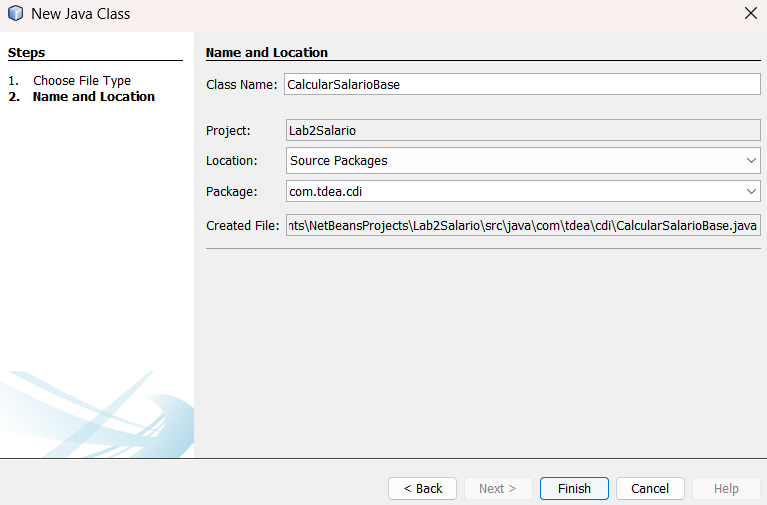 New Java Class
Steps
1. Choose File Type
2. Name and Location
Name and Location
Class Name: CalcularSalarioBase
Project: Lab2Salario
Location: Source Packages
Package: com.tdea.cdi
Created File: nts\NetBeansProjects\Lab2Salario\src\java\com\tdea\cdi\CalcularSalarioBase.java
< Back Next > Finish Cancel Help